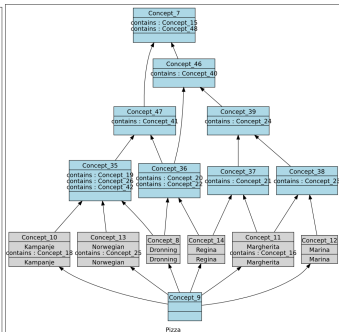 Concept_7
contains : Concept_15
contains : Concept_48
Concept_46
contains : Concept_40
Concept_47
contains : Concept_41
Concept_39
contains : Concept_24
Concept_35
contains : Concept_19
contains : Concept_26
contains : Concept_42
Concept_36
contains : Concept_20
contains : Concept_22
Concept_37
contains : Concept_21
Concept_38
contains : Concept_23
Concept_10
Kampanje
contains : Concept_18
Kampanje
Concept_13
Norwegian
contains : Concept_25
Norwegian
Concept_8
Dronning
Dronning
Concept_14
Regina
Regina
Concept_11
Margherita
contains : Concept_16
Margherita
Concept_12
Marina
Marina
Concept_9
Pizza